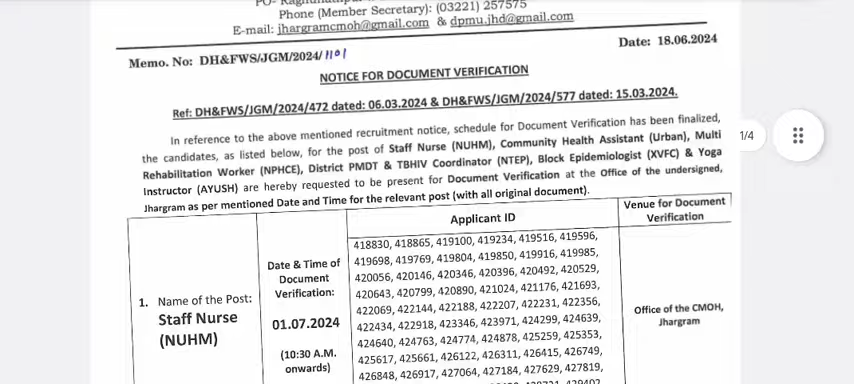 Phone (Member Secretary): (03221) 257575
E-mail: jhargramcmoh@gmail.com & dpmu.jhd@gmail.com
Memo. No: DH&FWS/JGM/2024/1101
Date: 18.06.2024
NOTICE FOR DOCUMENT VERIFICATION
Ref: DH&FWS/JGM/2024/472 dated: 06.03.2024 & DH&FWS/JGM/2024/577 dated: 15.03.2024.
In reference to the above mentioned recruitment notice, schedule for Document Verification has been finalized,
the candidates, as listed below, for the post of Staff Nurse (NUHM), Community Health Assistant (Urban), Multi
Rehabilitation Worker (NPHCE), District PMDT & TBHIV Coordinator (NTEP), Block Epidemiologist (XVFC) & Yoga
Instructor (AYUSH) are hereby requested to be present for Document Verification at the Office of the undersigned,
Jhargram as per mentioned Date and Time for the relevant post (with all original document).
1/4
Applicant ID
Venue for Document
Verification
1. Name of the Post:
Staff Nurse
(NUHM)
Date & Time of
Document
Verification:
01.07.2024
(10:30 A.M.
onwards)
418830, 418865, 419100, 419234, 419516, 419596,
419698, 419769, 419804, 419850, 419916, 419985,
420056, 420146, 420346, 420396, 420492, 420529,
420643, 420799, 420890, 421024, 421176, 421693,
422069, 422144, 422188, 422207, 422231, 422356,
422434, 422918, 423346, 423971, 424299, 424639,
424640, 424763, 424774, 424878, 425259, 425353,
425617, 425661, 426122, 426311, 426415, 426749,
426848, 426917, 427064, 427184, 427629, 427819,
Office of the CMOH,
Jhargram